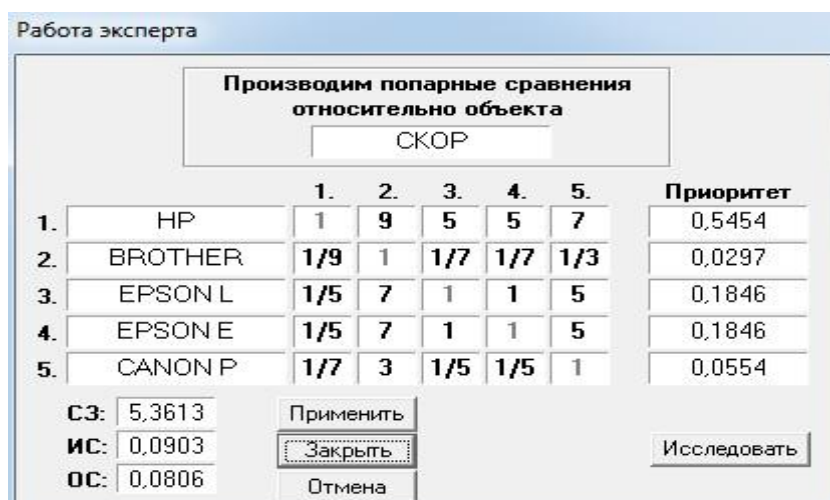 Работа эксперта
Производим попарные сравнения
относительно объекта
СКОР
1. 2. 3. 4. 5. Приоритет
1. HP 1 9 5 5 7 0,5454
2. BROTHER 1/9 1 1/7 1/7 1/3 0,0297
3. EPSON L 1/5 7 1 1 5 0,1846
4. EPSON E 1/5 7 1 1 5 0,1846
5. CANON P 1/7 3 1/5 1/5 1 0,0554
СЗ: 5,3613 Применить
ИС: 0,0903 Закрыть Исследовать
ОС: 0,0806 Отмена